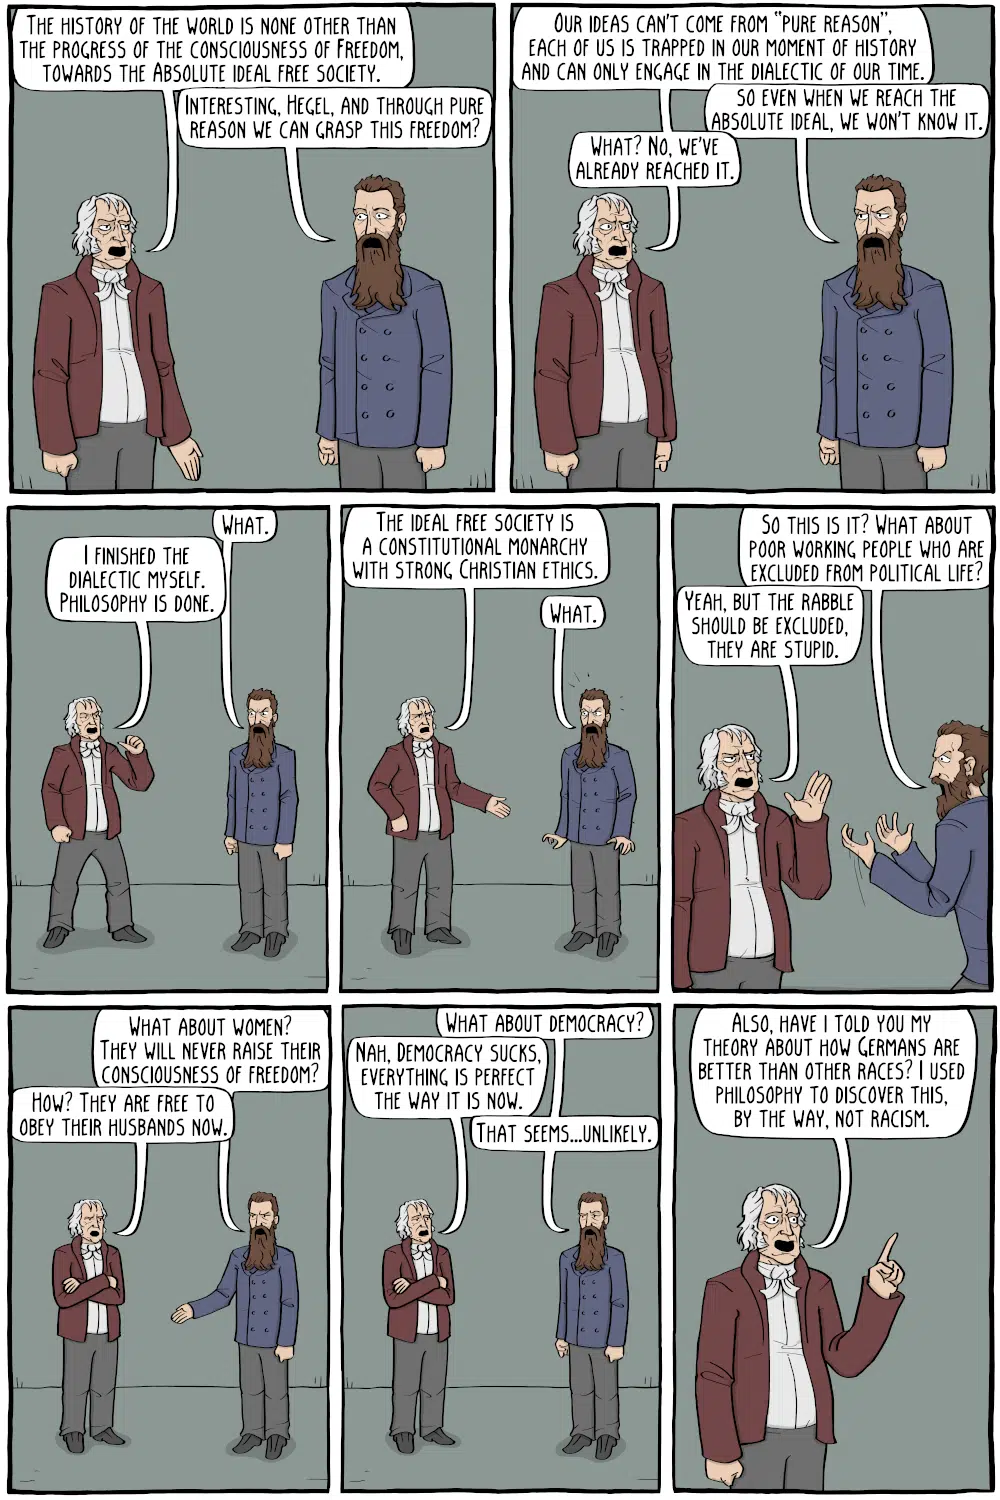 The history of the world is none other than
the progress of the consciousness of Freedom,
towards the Absolute ideal free society.
Interesting, Hegel, and through pure
reason we can grasp this freedom?
Our ideas can't come from "pure reason",
each of us is trapped in our moment of history
and can only engage in the dialectic of our time.
So even when we reach the
absolute ideal, we won't know it.
What? No, we've
already reached it.
I finished the
dialectic myself.
Philosophy is done.
What.
The ideal free society is
a constitutional monarchy
with strong Christian ethics.
What.
So this is it? What about
poor working people who are
excluded from political life?
Yeah, but the rabble
should be excluded,
they are stupid.
What about women?
They will never raise their
consciousness of freedom?
How? They are free to
obey their husbands now.
What about democracy?
Nah, Democracy sucks,
everything is perfect
the way it is now.
That seems...unlikely.
Also, have I told you my
theory about how Germans are
better than other races? I used
philosophy to discover this,
by the way, not racism.